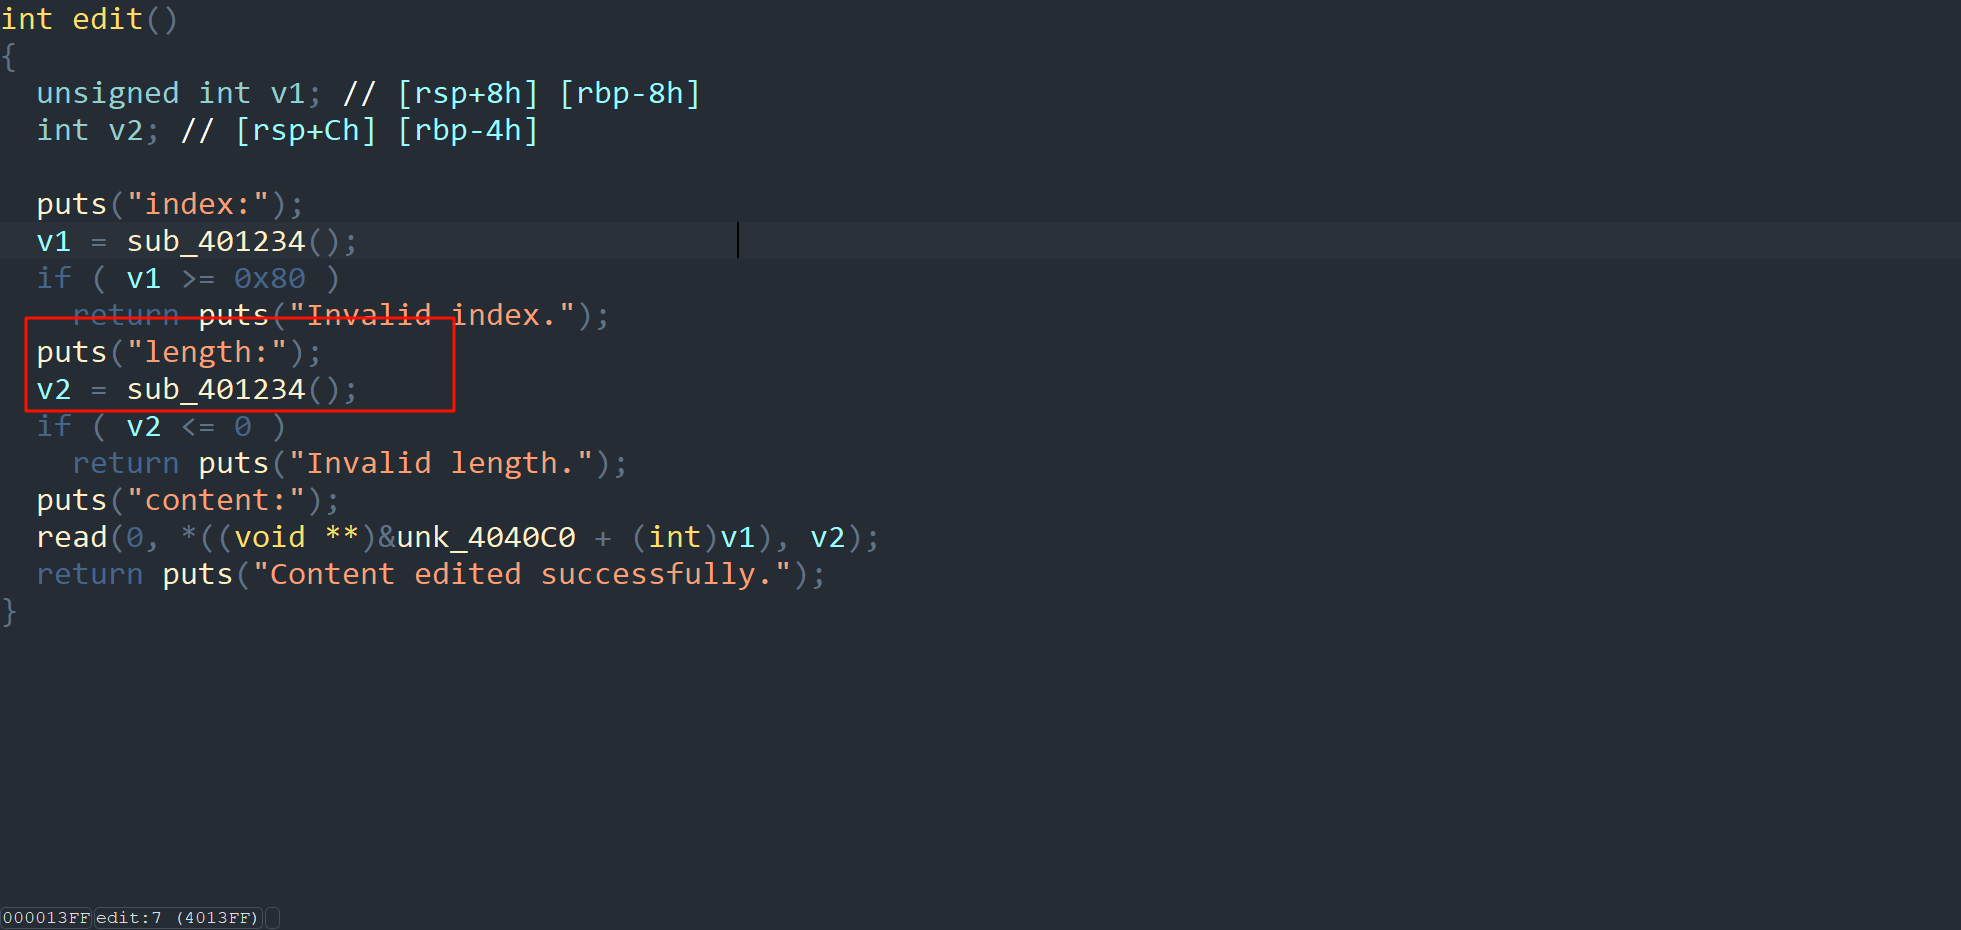 int edit()
{
  unsigned int v1; // [rsp+8h] [rbp-8h]
  int v2; // [rsp+Ch] [rbp-4h]

  puts("index:");
  v1 = sub_401234();
  if ( v1 >= 0x80 )
    return puts("Invalid index.");
  puts("length:");
  v2 = sub_401234();
  if ( v2 <= 0 )
    return puts("Invalid length.");
  puts("content:");
  read(0, *((void **)&unk_4040C0 + (int)v1), v2);
  return puts("Content edited successfully.");
}
000013FF edit:7 (4013FF)